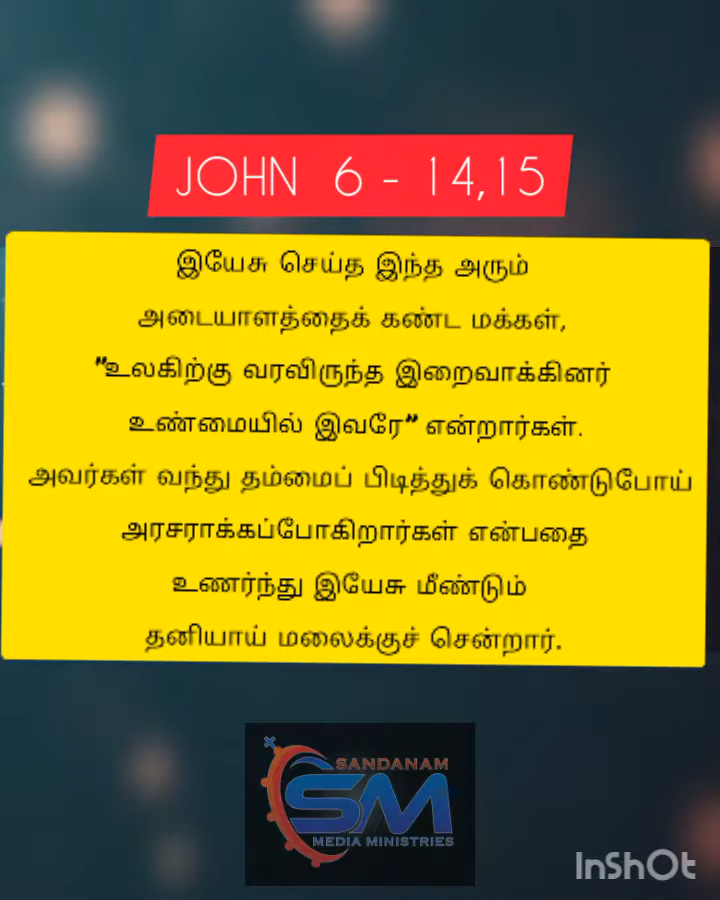 JOHN 6 - 14,15
இயேசு செய்த இந்த அரும்
அடையாளத்தைக் கண்ட மக்கள்,
"உலகிற்கு வரவிருந்த இறைவாக்கினர்
உண்மையில் இவரே" என்றார்கள்.
அவர்கள் வந்து தம்மைப் பிடித்துக் கொண்டுபோய்
அரசராக்கப்போகிறார்கள் என்பதை
உணர்ந்து இயேசு மீண்டும்
தனியாய் மலைக்குச் சென்றார்.
SANDANAM
SM
MEDIA MINISTRIES
InShOt